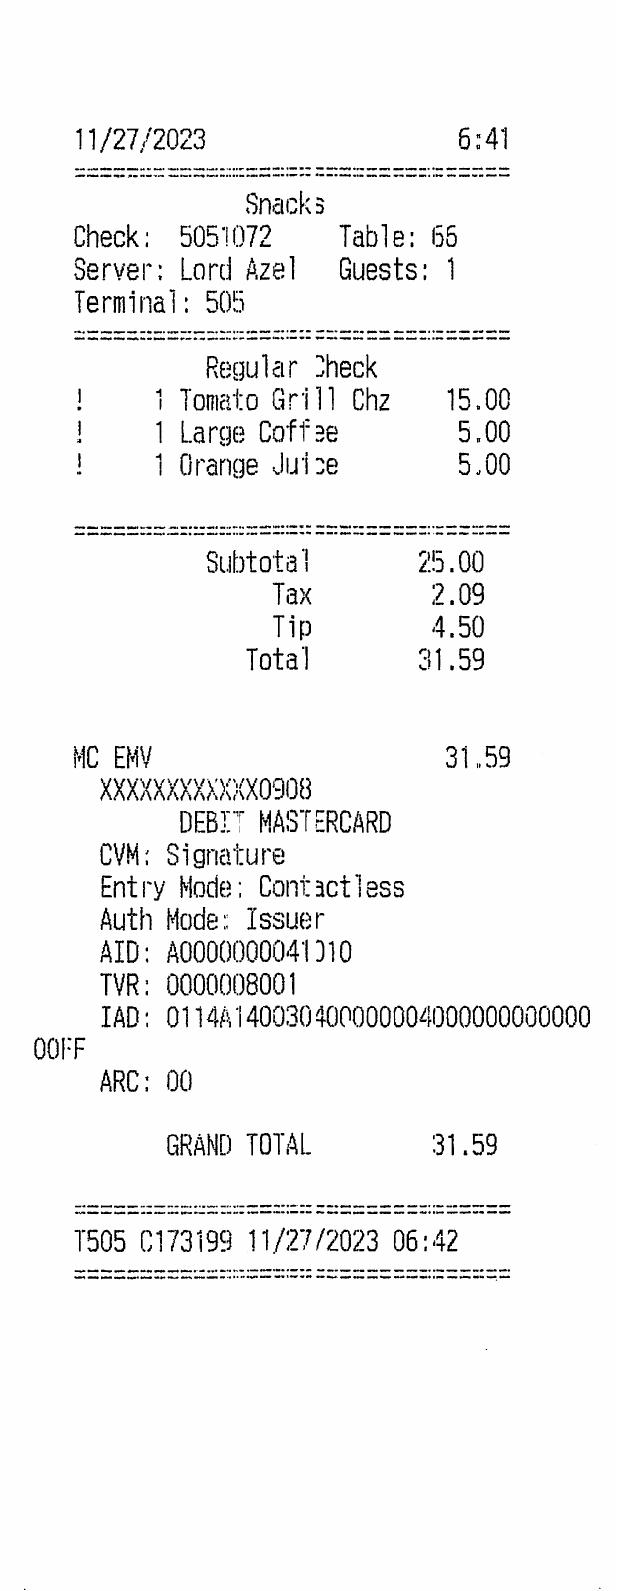 11/27/2023 6:41
Snacks
Check: 5051072 Table: 66
Server: Lord Azel Guests: 1
Terminal: 505
Regular Check
! 1 Tomato Grill Chz 15.00
! 1 Large Coffee 5.00
! 1 Orange Juice 5.00
Subtotal 25.00
Tax 2.09
Tip 4.50
Total 31.59
MC EMV 31.59
XXXXXXXXXXXX0908
DEBIT MASTERCARD
CVM: Signature
Entry Mode: Contactless
Auth Mode: Issuer
AID: A0000000041010
TVR: 0000008001
IAD: 0114A14003040000004000000000000
00FF
ARC: 00
GRAND TOTAL 31.59
T505 C173199 11/27/2023 06:42